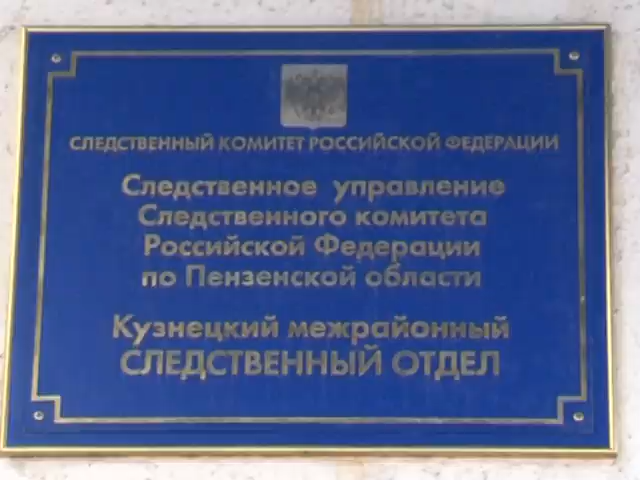 СЛЕДСТВЕННЫЙ КОМИТЕТ РОССИЙСКОЙ ФЕДЕРАЦИИ
Следственное управление
Следственного комитета
Российской Федерации
по Пензенской области
Кузнецкий межрайонный
СЛЕДСТВЕННЫЙ ОТДЕЛ